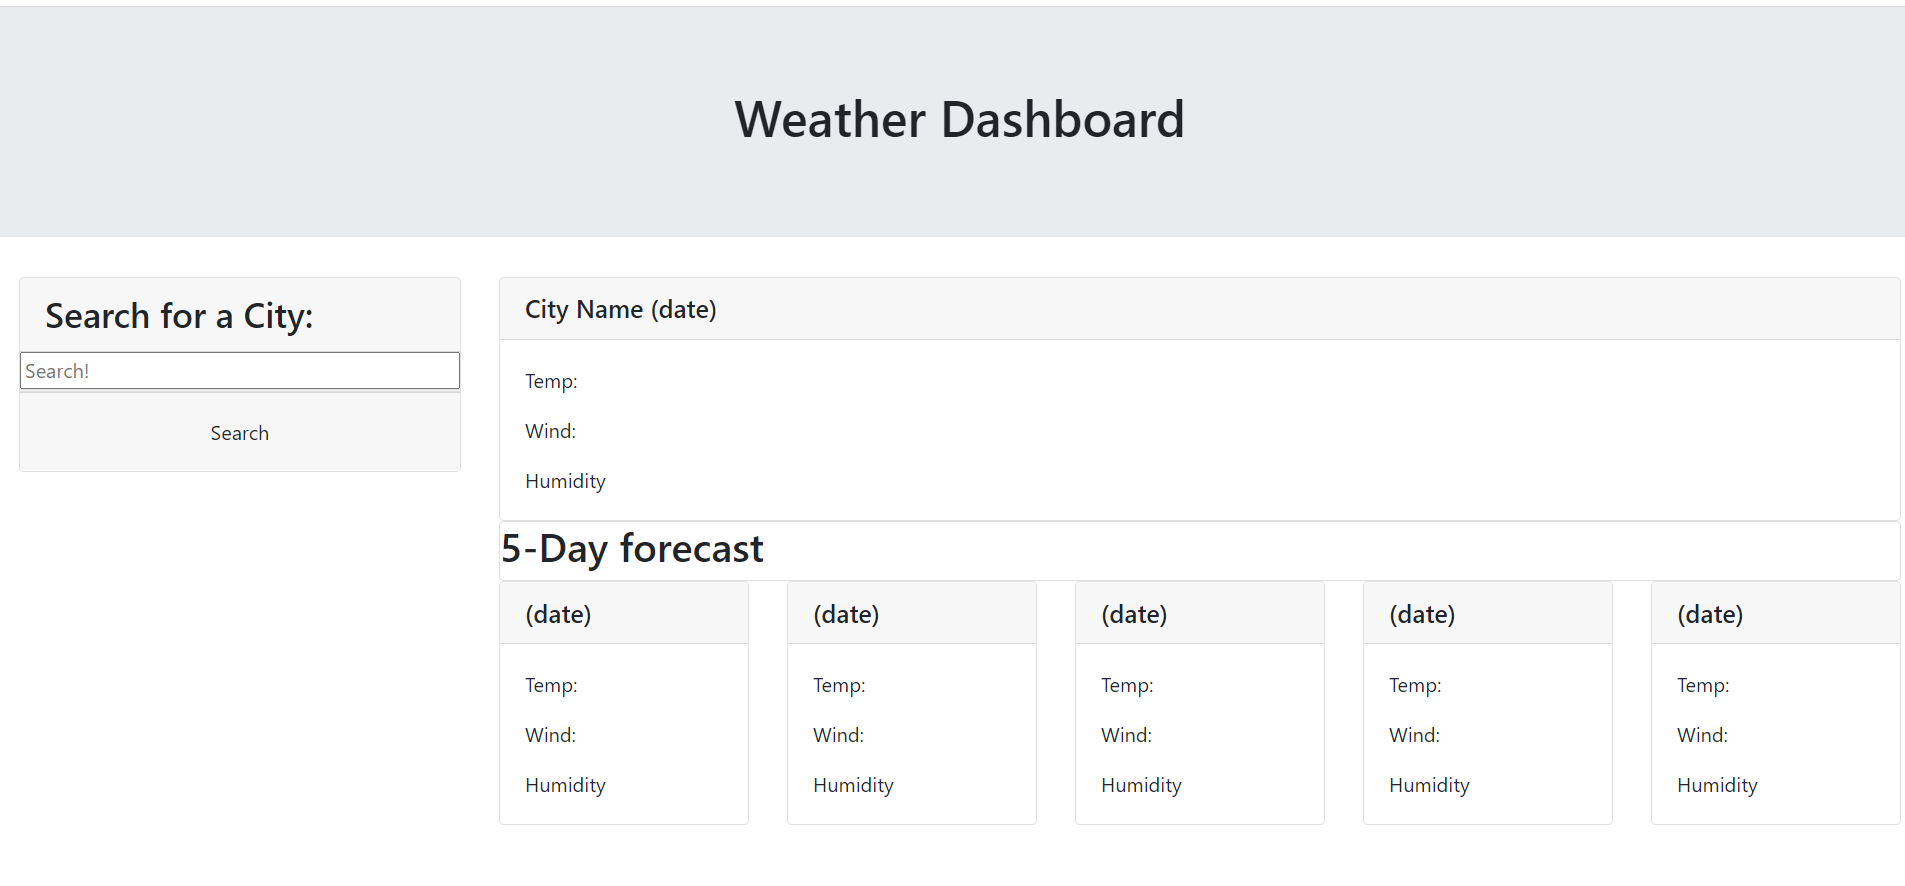 Weather Dashboard
Search for a City:
Search!
Search
City Name (date)
Temp:
Wind:
Humidity
5-Day forecast
(date)
Temp:
Wind:
Humidity
(date)
Temp:
Wind:
Humidity
(date)
Temp:
Wind:
Humidity
(date)
Temp:
Wind:
Humidity
(date)
Temp:
Wind:
Humidity